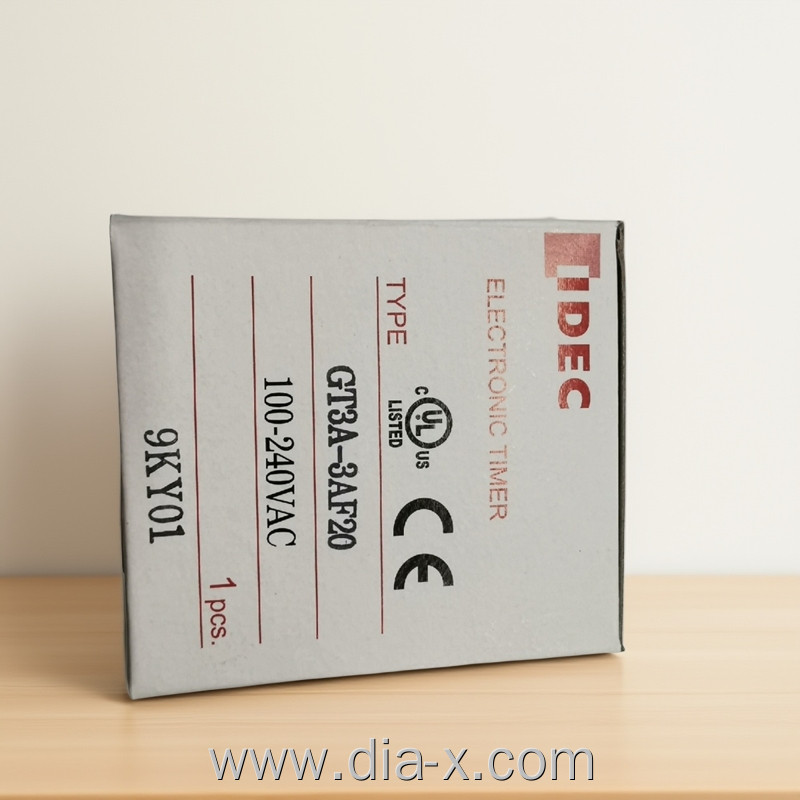 IDEC
ELECTRONIC TIMER
C UL US
LISTED
CE
TYPE
GT3A-3AF20
100-240VAC
1 pcs.
9KY01
www.dia-x.com